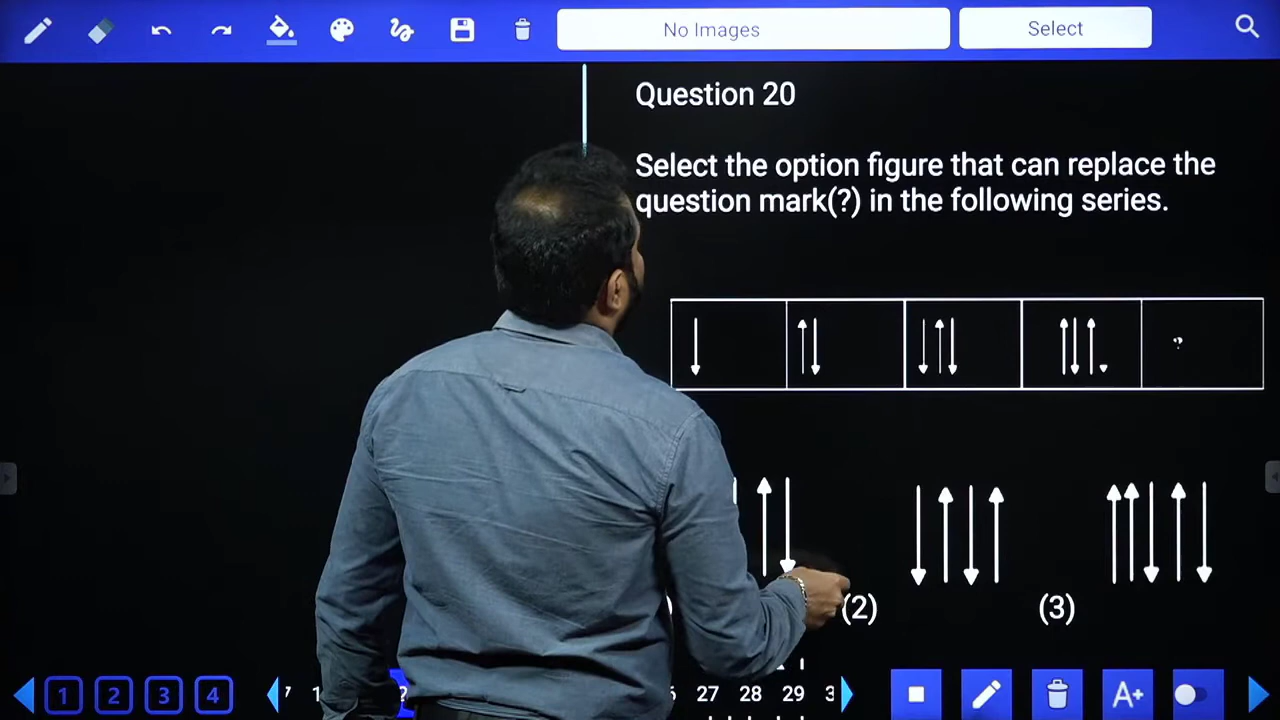 No Images
Select
Question 20
Select the option figure that can replace the
question mark(?) in the following series.
?
(2)
(3)
1 2 3 4
27 28 29
A+